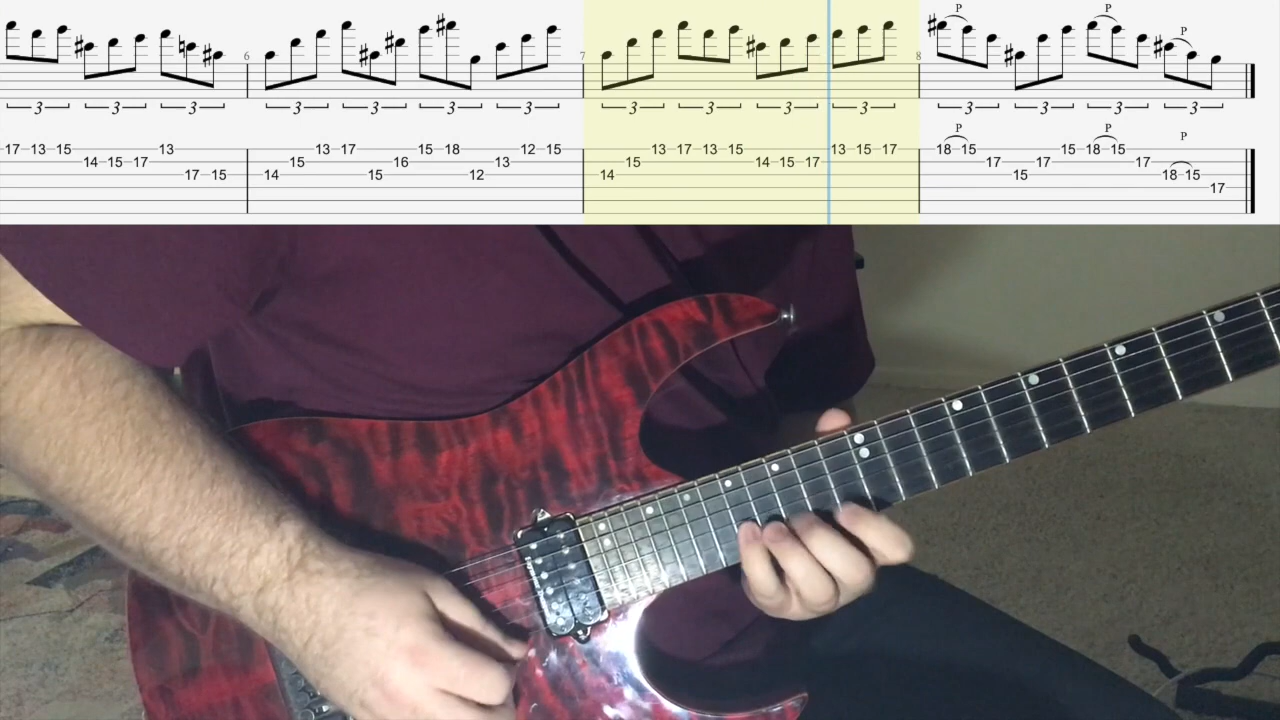 P P P
6 7 8
3 3 3 3 3 3 3 3 3 3 3 3 3 3 3
P P P
17 13 15 13 13 17 15 18 12 15 13 17 13 15 13 15 17 18 15 15 18 15
14 15 17 15 16 13 15 14 15 17 17 17 17
17 15 14 15 12 14 15 18 15
17